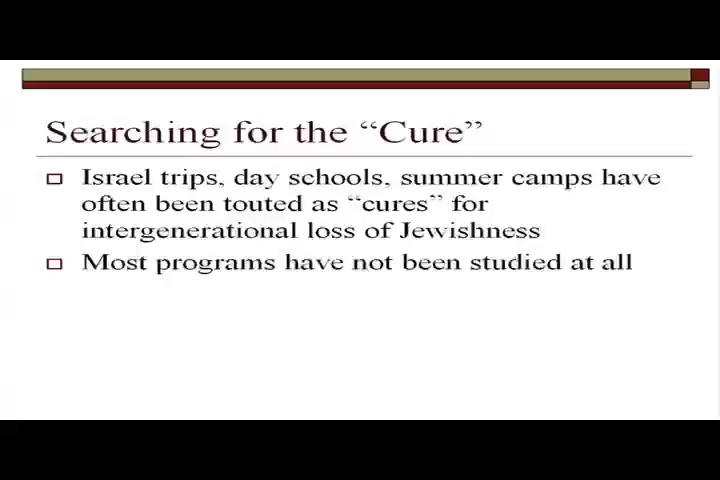 Searching for the “Cure”
Israel trips, day schools, summer camps have
often been touted as “cures” for
intergenerational loss of Jewishness
Most programs have not been studied at all